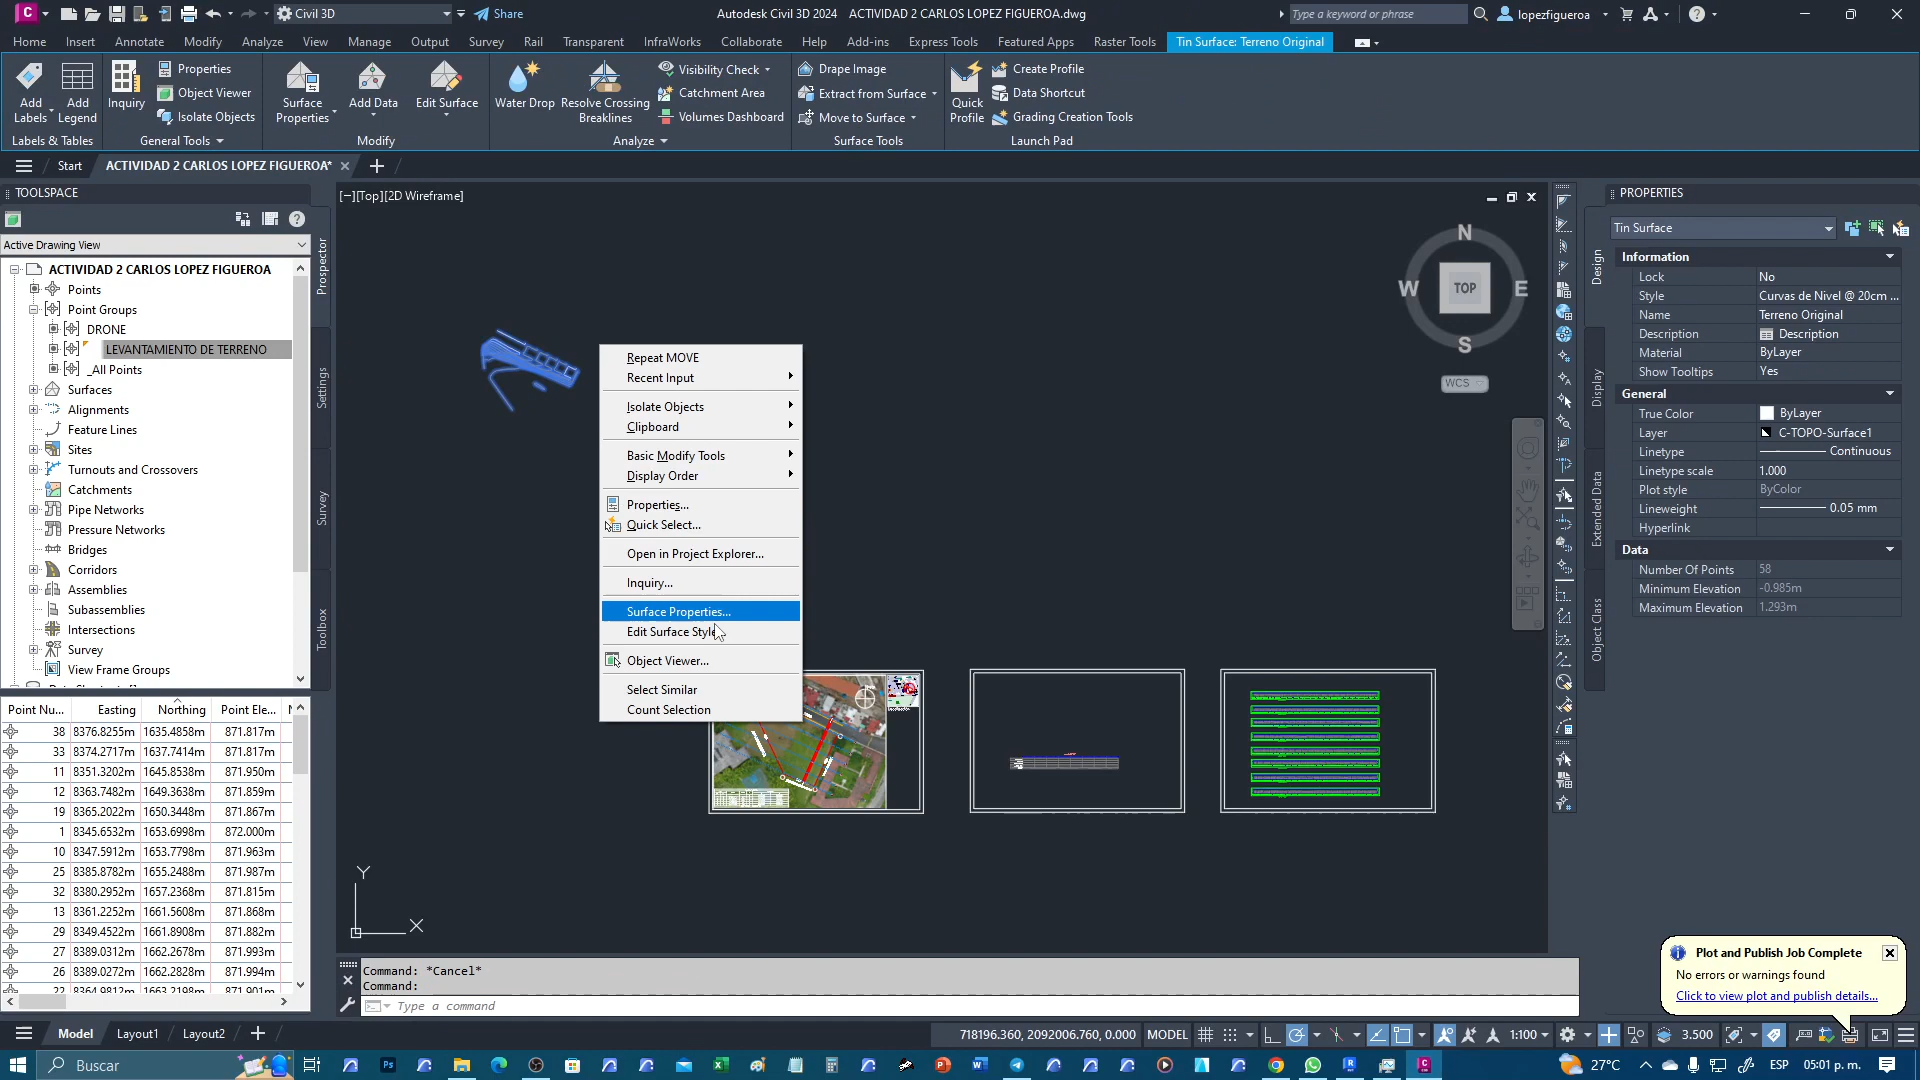 Civil 3D
Share
Autodesk Civil 3D 2024 ACTIVIDAD 2 CARLOS LOPEZ FIGUEROA.dwg
Type a keyword or phrase
lopezfigueroa
Home Insert Annotate Modify Analyze View Manage Output Survey Rail Transparent InfraWorks Collaborate Help Add-ins Express Tools Featured Apps Raster Tools Tin Surface: Terreno Original
Add Labels
Add Legend
Inquiry
Properties
Object Viewer
Isolate Objects
Surface Properties
Add Data
Edit Surface
Water Drop
Resolve Crossing Breaklines
Visibility Check
Catchment Area
Volumes Dashboard
Drape Image
Extract from Surface
Move to Surface
Quick Profile
Create Profile
Data Shortcut
Grading Creation Tools
Labels & Tables
General Tools
Modify
Analyze
Surface Tools
Launch Pad
Start
ACTIVIDAD 2 CARLOS LOPEZ FIGUEROA*
TOOLSPACE
Active Drawing View
ACTIVIDAD 2 CARLOS LOPEZ FIGUEROA
Points
Point Groups
DRONE
LEVANTAMIENTO DE TERRENO
_All Points
Surfaces
Alignments
Feature Lines
Sites
Turnouts and Crossovers
Catchments
Pipe Networks
Pressure Networks
Bridges
Corridors
Assemblies
Subassemblies
Intersections
Survey
View Frame Groups
Prospector
Settings
Survey
Toolbox
Point Nu... Easting Northing Point Ele...
38 8376.8255m 1635.4858m 871.817m
33 8374.2717m 1637.7414m 871.817m
11 8351.3202m 1645.8538m 871.950m
12 8363.7482m 1649.3638m 871.859m
19 8365.2022m 1650.3448m 871.867m
1 8345.6532m 1653.6998m 872.000m
10 8347.5912m 1653.7798m 871.963m
25 8385.8782m 1655.2488m 871.987m
32 8380.2952m 1657.2368m 871.815m
13 8361.2252m 1661.5608m 871.868m
29 8349.4522m 1661.8908m 871.882m
27 8389.0312m 1662.2678m 871.993m
26 8389.0272m 1662.2828m 871.994m
22 8364.9812m 1663.2198m 871.901m
[−][Top][2D Wireframe]
Repeat MOVE
Recent Input
Isolate Objects
Clipboard
Basic Modify Tools
Display Order
Properties...
Quick Select...
Open in Project Explorer...
Inquiry...
Surface Properties...
Edit Surface Style
Object Viewer...
Select Similar
Count Selection
N
W TOP E
S
WCS
Y
X
Command: *Cancel*
Command:
Type a command
PROPERTIES
Tin Surface
Design
Display
Extended Data
Object Class
Information
Lock No
Style Curvas de Nivel @ 20cm ...
Name Terreno Original
Description Description
Material ByLayer
Show Tooltips Yes
General
True Color ByLayer
Layer C-TOPO-Surface1
Linetype Continuous
Linetype scale 1.000
Plot style ByColor
Lineweight 0.05 mm
Hyperlink
Data
Number Of Points 58
Minimum Elevation -0.985m
Maximum Elevation 1.293m
Plot and Publish Job Complete
No errors or warnings found
Click to view plot and publish details...
Model Layout1 Layout2
718196.360, 2092006.760, 0.000 MODEL
1:100
3.500
Buscar
27°C
ESP
05:01 p. m.